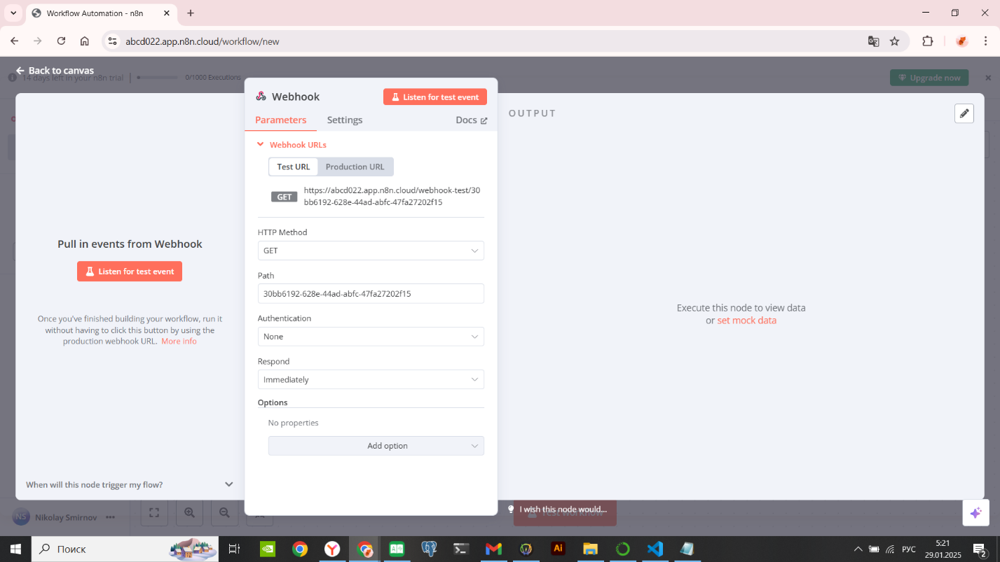 Workflow Automation - n8n
abcd022.app.n8n.cloud/workflow/new
Back to canvas
14 days left in your n8n trial
0/1000 Executions
Upgrade now
Webhook
Listen for test event
Parameters
Settings
Docs
OUTPUT
Webhook URLs
Test URL
Production URL
GET
https://abcd022.app.n8n.cloud/webhook-test/30
bb6192-628e-44ad-abfc-47fa27202f15
HTTP Method
GET
Path
30bb6192-628e-44ad-abfc-47fa27202f15
Authentication
None
Respond
Immediately
Options
No properties
Add option
Pull in events from Webhook
Listen for test event
Once you've finished building your workflow, run it
without having to click this button by using the
production webhook URL. More info
When will this node trigger my flow?
Execute this node to view data
or set mock data
I wish this node would...
Test workflow
NS
Nikolay Smirnov
Поиск
Ai
РУС
5:21
29.01.2025
2